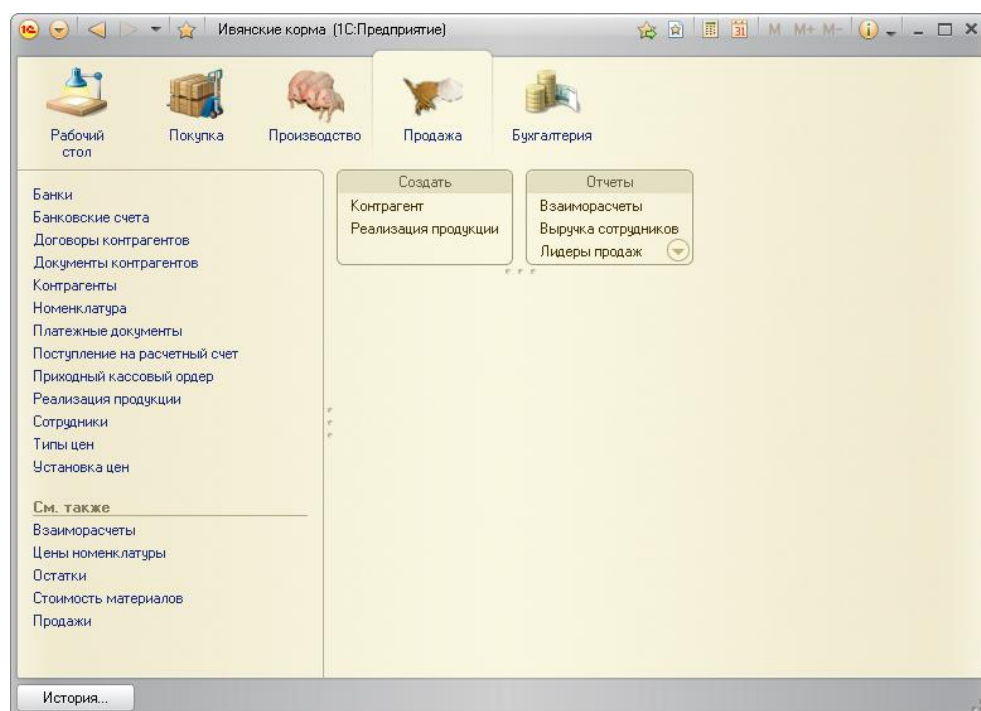 Ивянские корма (1С:Предприятие)
31 M M+ M-
Рабочий
стол
Покупка
Производство
Продажа
Бухгалтерия
Банки
Банковские счета
Договоры контрагентов
Документы контрагентов
Контрагенты
Номенклатура
Платежные документы
Поступление на расчетный счет
Приходный кассовый ордер
Реализация продукции
Сотрудники
Типы цен
Установка цен
См. также
Взаиморасчеты
Цены номенклатуры
Остатки
Стоимость материалов
Продажи
Создать
Контрагент
Реализация продукции
Отчеты
Взаиморасчеты
Выручка сотрудников
Лидеры продаж
История...